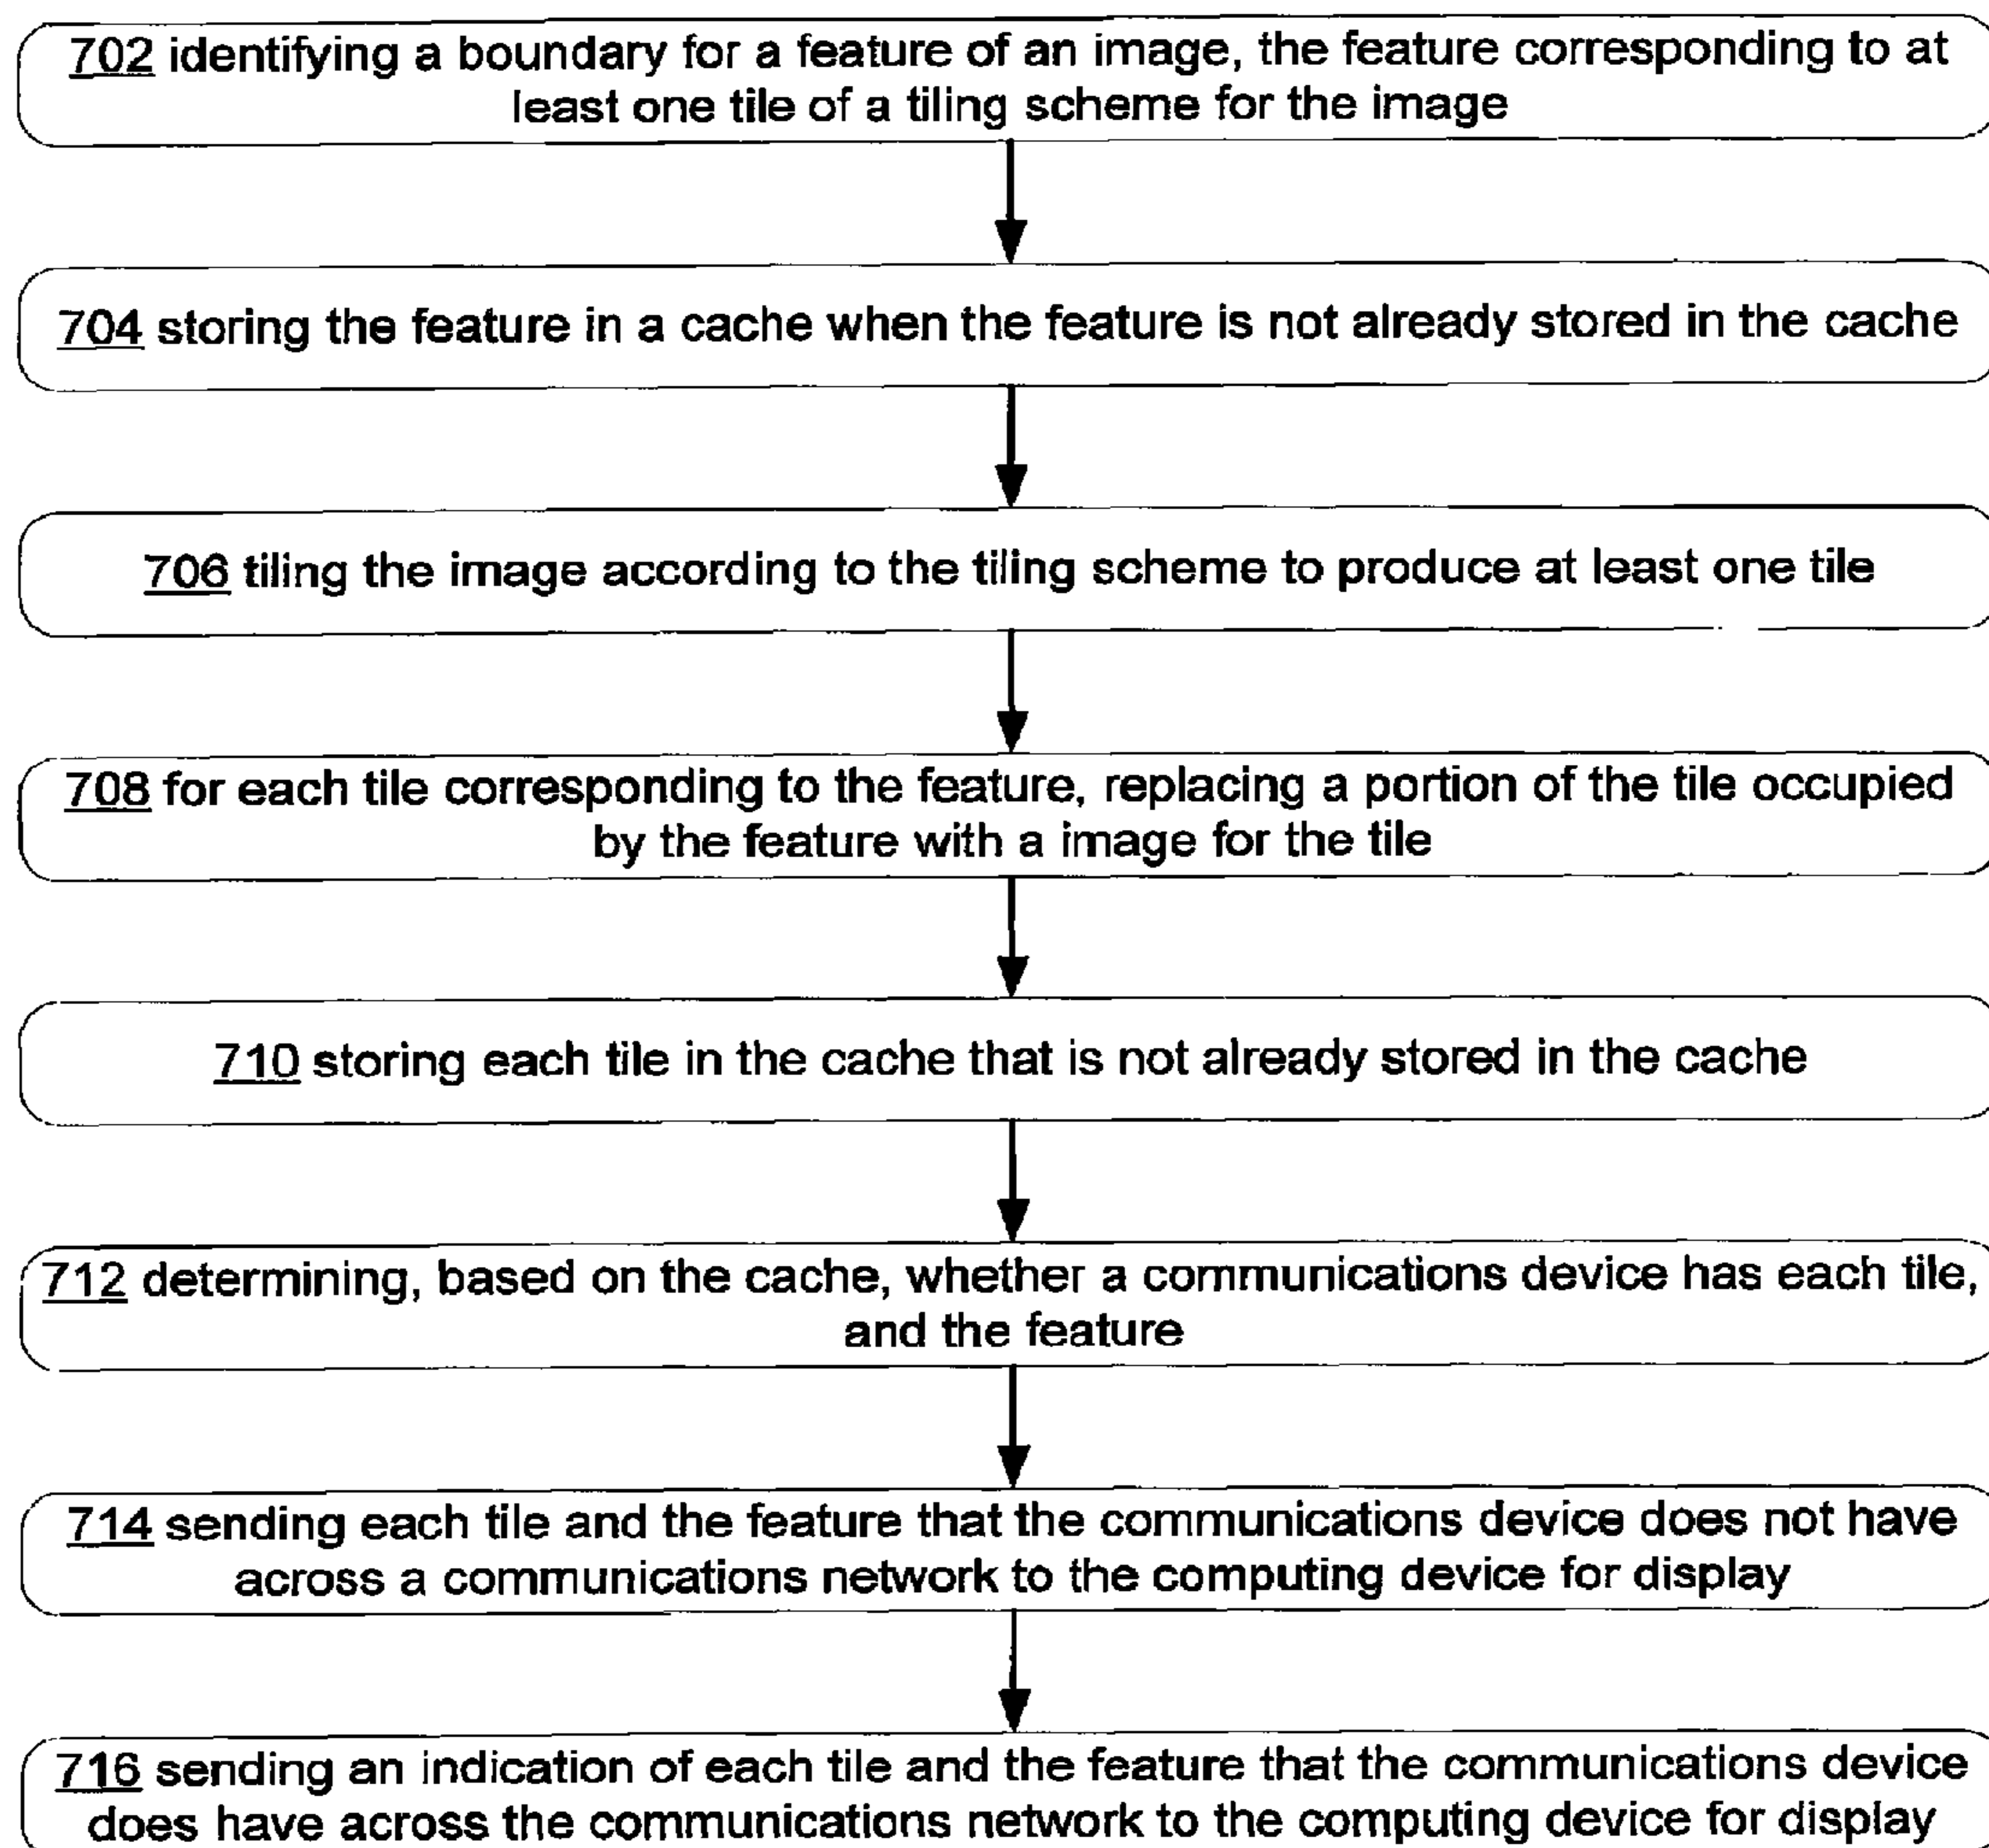 702 identifying a boundary for a feature of an image, the feature corresponding to at
least one tile of a tiling scheme for the image
704 storing the feature in a cache when the feature is not already stored in the cache
706 tiling the image according to the tiling scheme to produce at least one tile
708 for each tile corresponding to the feature, replacing a portion of the tile occupied
by the feature with a image for the tile
710 storing each tile in the cache that is not already stored in the cache
712 determining, based on the cache, whether a communications device has each tile,
and the feature
714 sending each tile and the feature that the communications device does not have
across a communications network to the computing device for display
716 sending an indication of each tile and the feature that the communications device
does have across the communications network to the computing device for display